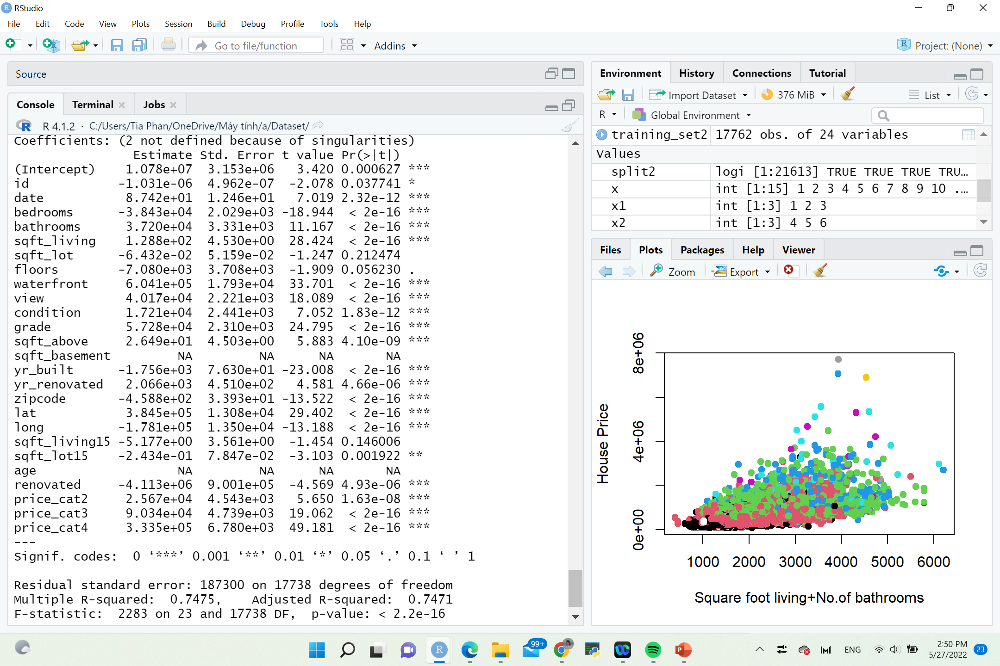 RStudio
File Edit Code View Plots Session Build Debug Profile Tools Help
Go to file/function Addins Project: (None)
Source
Console Terminal Jobs
R 4.1.2 · C:/Users/Tia Phan/OneDrive/Máy tính/a/Dataset/
Coefficients: (2 not defined because of singularities)
Estimate Std. Error t value Pr(>|t|)
(Intercept) 1.078e+07 3.153e+06 3.420 0.000627 ***
id -1.031e-06 4.962e-07 -2.078 0.037741 *
date 8.742e+01 1.246e+01 7.019 2.32e-12 ***
bedrooms -3.843e+04 2.029e+03 -18.944 < 2e-16 ***
bathrooms 3.720e+04 3.331e+03 11.167 < 2e-16 ***
sqft_living 1.288e+02 4.530e+00 28.424 < 2e-16 ***
sqft_lot -6.432e-02 5.159e-02 -1.247 0.212474
floors -7.080e+03 3.708e+03 -1.909 0.056230 .
waterfront 6.041e+05 1.793e+04 33.701 < 2e-16 ***
view 4.017e+04 2.221e+03 18.089 < 2e-16 ***
condition 1.721e+04 2.441e+03 7.052 1.83e-12 ***
grade 5.728e+04 2.310e+03 24.795 < 2e-16 ***
sqft_above 2.649e+01 4.503e+00 5.883 4.10e-09 ***
sqft_basement NA NA NA NA
yr_built -1.756e+03 7.630e+01 -23.008 < 2e-16 ***
yr_renovated 2.066e+03 4.510e+02 4.581 4.66e-06 ***
zipcode -4.588e+02 3.393e+01 -13.522 < 2e-16 ***
lat 3.845e+05 1.308e+04 29.402 < 2e-16 ***
long -1.781e+05 1.350e+04 -13.188 < 2e-16 ***
sqft_living15 -5.177e+00 3.561e+00 -1.454 0.146006
sqft_lot15 -2.434e-01 7.847e-02 -3.103 0.001922 **
age NA NA NA NA
renovated -4.113e+06 9.001e+05 -4.569 4.93e-06 ***
price_cat2 2.567e+04 4.543e+03 5.650 1.63e-08 ***
price_cat3 9.034e+04 4.739e+03 19.062 < 2e-16 ***
price_cat4 3.335e+05 6.780e+03 49.181 < 2e-16 ***
---
Signif. codes: 0 ‘***’ 0.001 ‘**’ 0.01 ‘*’ 0.05 ‘.’ 0.1 ‘ ’ 1
Residual standard error: 187300 on 17738 degrees of freedom
Multiple R-squared: 0.7475, Adjusted R-squared: 0.7471
F-statistic: 2283 on 23 and 17738 DF, p-value: < 2.2e-16
Environment History Connections Tutorial
Import Dataset 376 MiB List
R Global Environment
training_set2 17762 obs. of 24 variables
Values
split2 logi [1:21613] TRUE TRUE TRUE TRU...
x int [1:15] 1 2 3 4 5 6 7 8 9 10 ...
x1 int [1:3] 1 2 3
x2 int [1:3] 4 5 6
Files Plots Packages Help Viewer
Zoom Export
House Price
8e+06
4e+06
0e+00
1000 2000 3000 4000 5000 6000
Square foot living+No.of bathrooms
99+
ENG
2:50 PM
5/27/2022
23